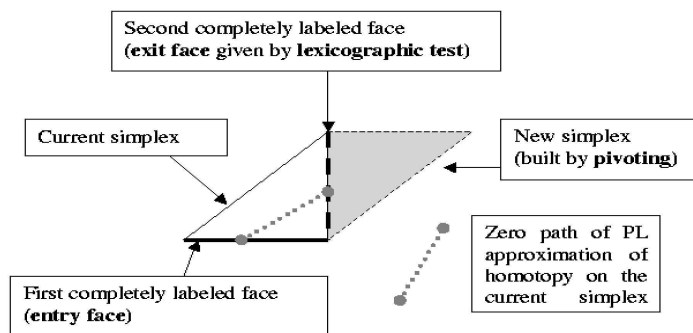 Second completely labeled face
(exit face given by lexicographic test)
Current simplex
New simplex
(built by pivoting)
Zero path of PL
approximation of
homotopy on the
current simplex
First completely labeled face
(entry face)